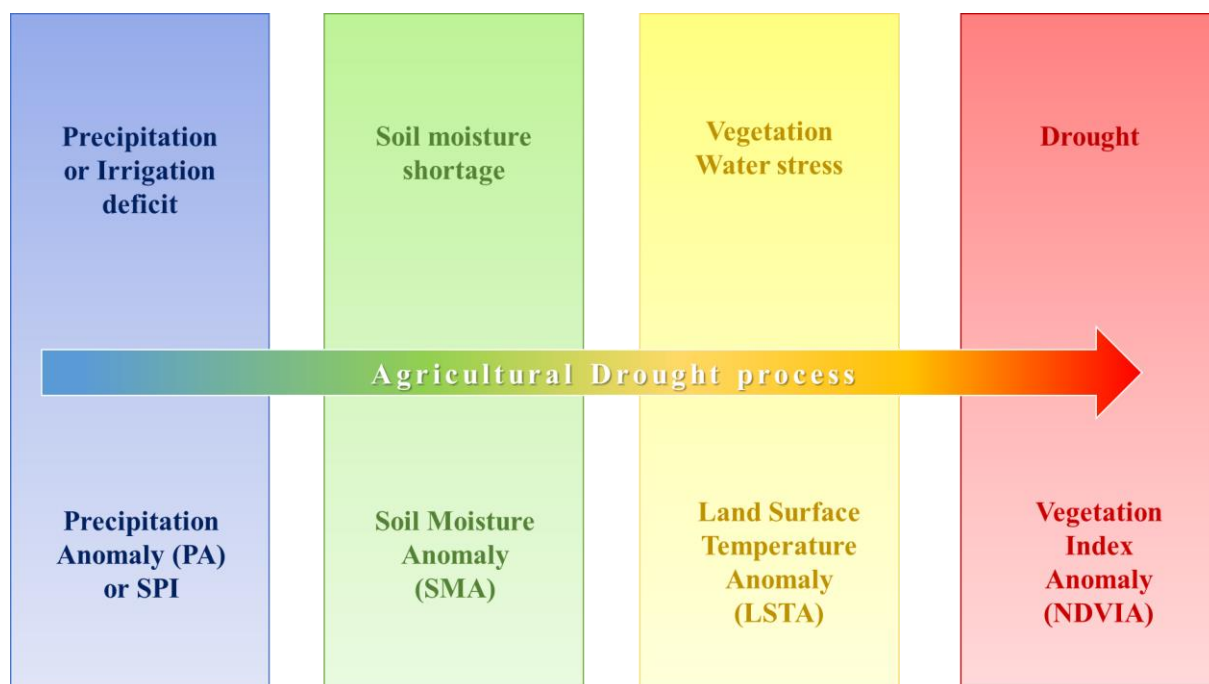 Precipitation
or Irrigation
deficit
Soil moisture
shortage
Vegetation
Water stress
Drought
Agricultural Drought process
Precipitation
Anomaly (PA)
or SPI
Soil Moisture
Anomaly
(SMA)
Land Surface
Temperature
Anomaly
(LSTA)
Vegetation
Index
Anomaly
(NDVIA)